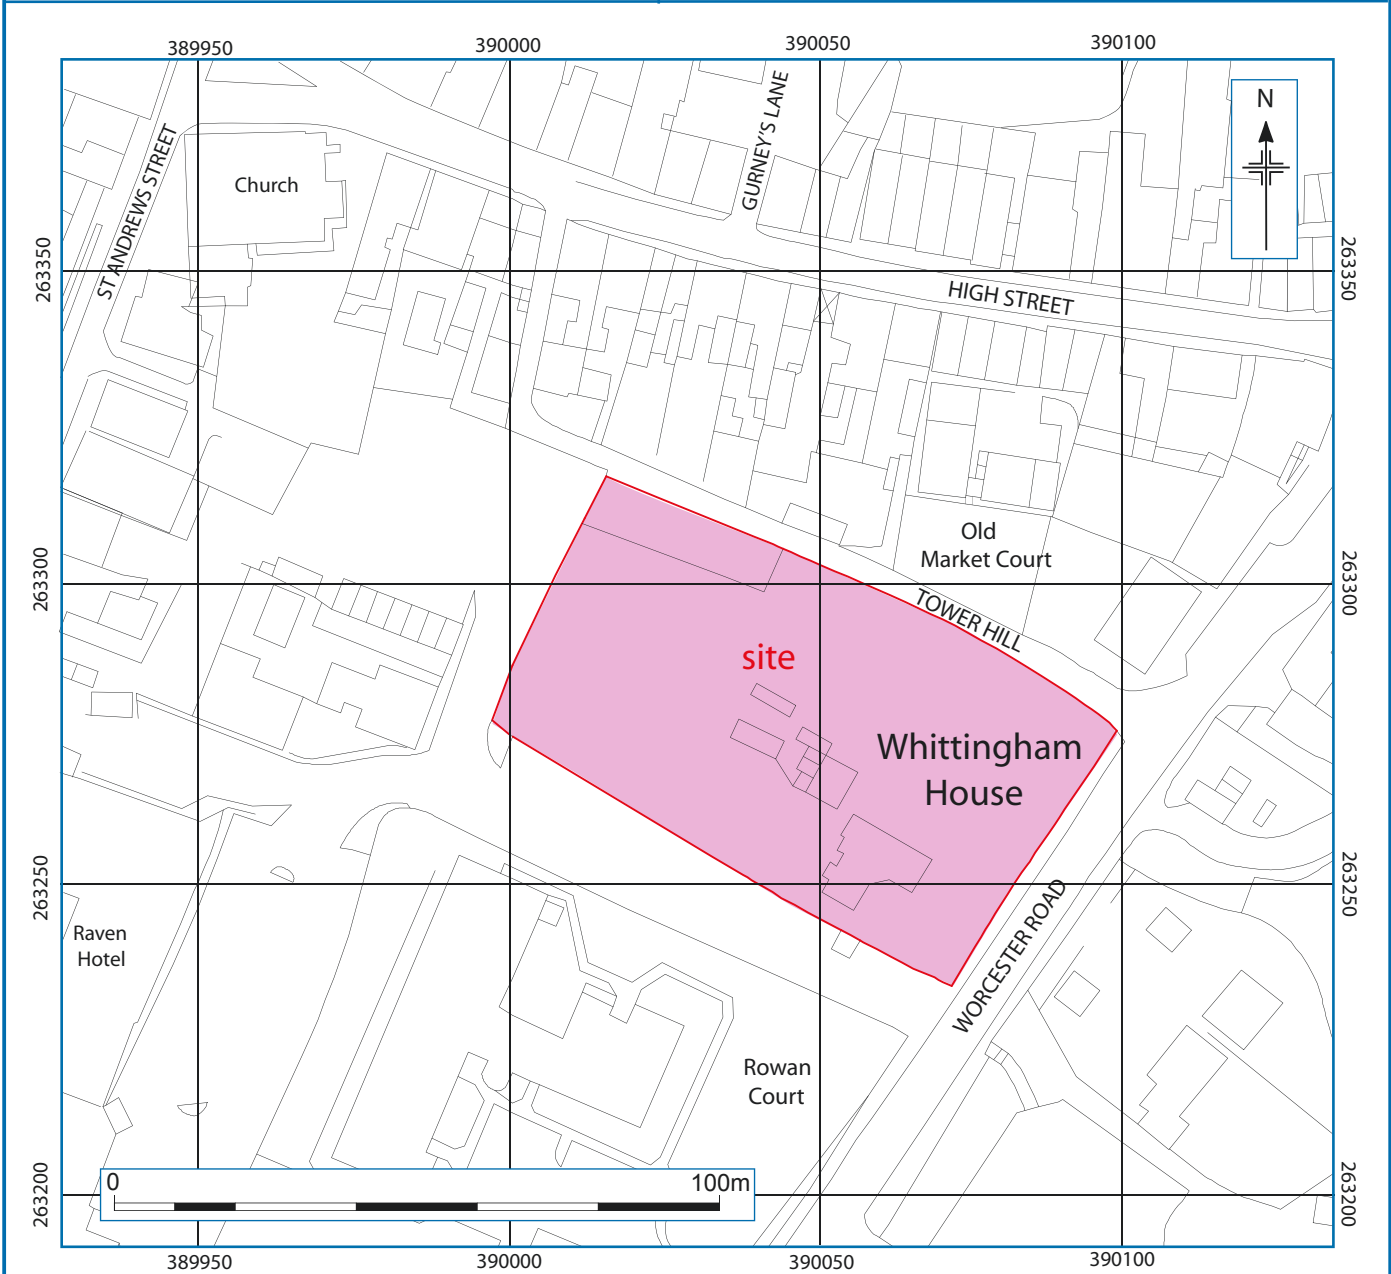 389950
390000
390050
390100
N
GURNEY'S LANE
ST ANDREWS STREET
Church
263350
263350
HIGH STREET
Old
Market Court
263300
263300
TOWER HILL
site
Whittingham
House
263250
263250
WORCESTER ROAD
Raven
Hotel
Rowan
Court
0
100m
263200
263200
389950
390000
390050
390100